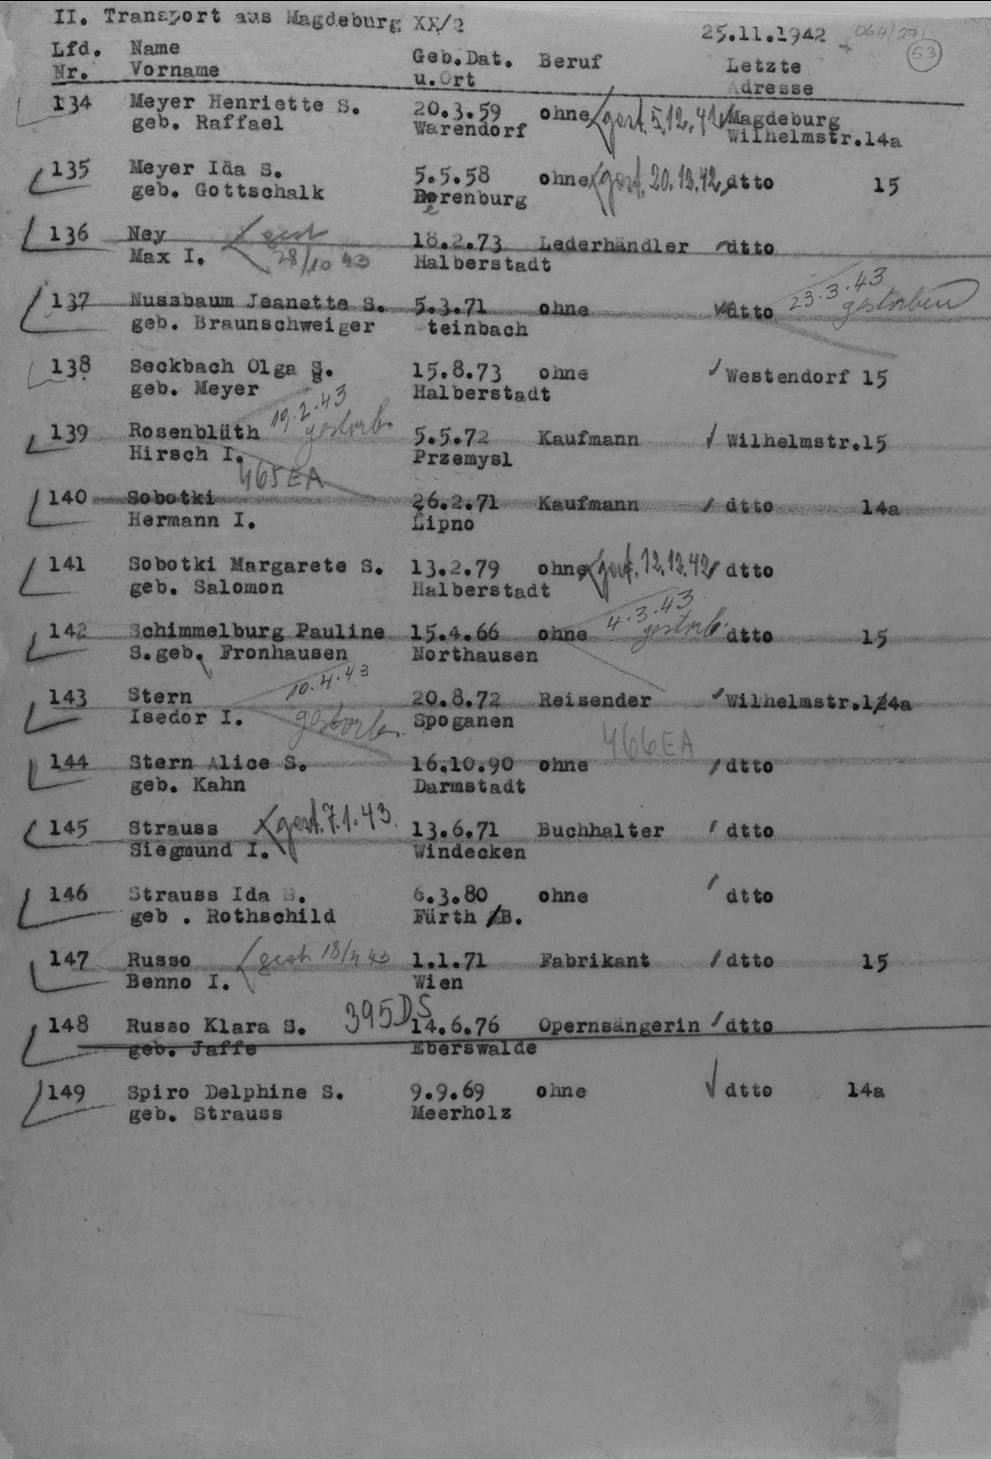 II. Transport aus Magdeburg XX/2
25.11.1942
064/271
53
Lfd. Name Geb.Dat. Beruf Letzte
Nr. Vorname u.Ort Adresse
134 Meyer Henriette S. 20.3.59 ohne gest. 5.12.42 Magdeburg
geb. Raffael Warendorf Wilhelmstr.14a
135 Meyer Ida S. 5.5.58 ohne gest. 20.12.42 dtto 15
geb. Gottschalk Berenburg
136 Ney gest 18.2.73 Lederhändler dtto
Max I. 28/10 43 Halberstadt
137 Nussbaum Jeanette S. 5.3.71 ohne dtto 23.3.43 gestorben
geb. Braunschweiger teinbach
138 Seckbach Olga S. 15.8.73 ohne Westendorf 15
geb. Meyer Halberstadt
19.2.43
139 Rosenblüth gestorb. 5.5.72 Kaufmann Wilhelmstr.15
Hirsch I. Przemysl
465 EA
140 Sobotki 26.2.71 Kaufmann dtto 14a
Hermann I. Lipno
141 Sobotki Margarete S. 13.2.79 ohne gest. 12.12.42 dtto
geb. Salomon Halberstadt
4.3.43
142 Schimmelburg Pauline 15.4.66 ohne gestorb. dtto 15
S.geb. Fronhausen Northausen
10.4.43
143 Stern 20.8.72 Reisender Wilhelmstr.14a
Isedor I. gestorben. Spoganen
466 EA
144 Stern Alice S. 16.10.90 ohne dtto
geb. Kahn Darmstadt
145 Strauss gest. 7.1.43. 13.6.71 Buchhalter dtto
Siegmund I. Windecken
146 Strauss Ida S. 6.3.80 ohne dtto
geb . Rothschild Fürth /B.
147 Russo gest. 18/4 43 1.1.71 Fabrikant dtto 15
Benno I. Wien
395 DS
148 Russo Klara S. 14.6.76 Opernsängerin dtto
geb. Jaffe Eberswalde
149 Spiro Delphine S. 9.9.69 ohne dtto 14a
geb. Strauss Meerholz